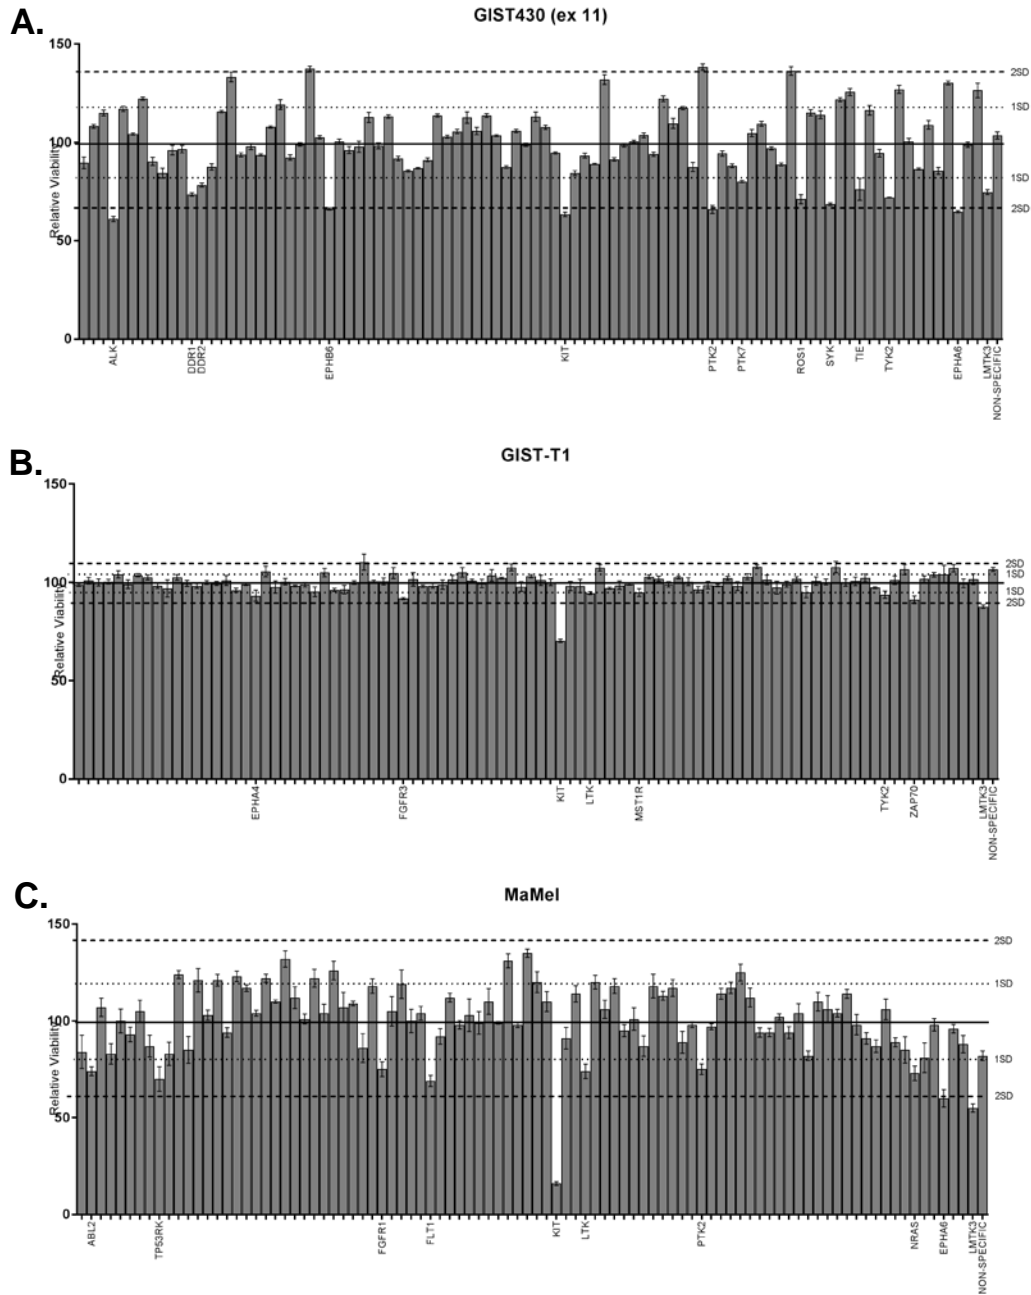 A.
GIST430 (ex 11)
150
2SD
1SD
100
1SD
2SD
50
0
Relative Viability
ALK
DDR1
DDR2
EPHB6
KIT
PTK2
PTK7
ROS1
SYK
TIE
TYK2
EPHA6
LMTK3
NON-SPECIFIC
B.
GIST-T1
150
2SD
1SD
100
1SD
2SD
50
0
Relative Viability
EPHA4
FGFR3
KIT
LTK
MST1R
TYK2
ZAP70
LMTK3
NON-SPECIFIC
C.
MaMel
150
2SD
1SD
100
1SD
2SD
50
0
Relative Viability
ABL2
TP53RK
FGFR1
FLT1
KIT
LTK
PTK2
NRAS
EPHA6
LMTK3
NON-SPECIFIC